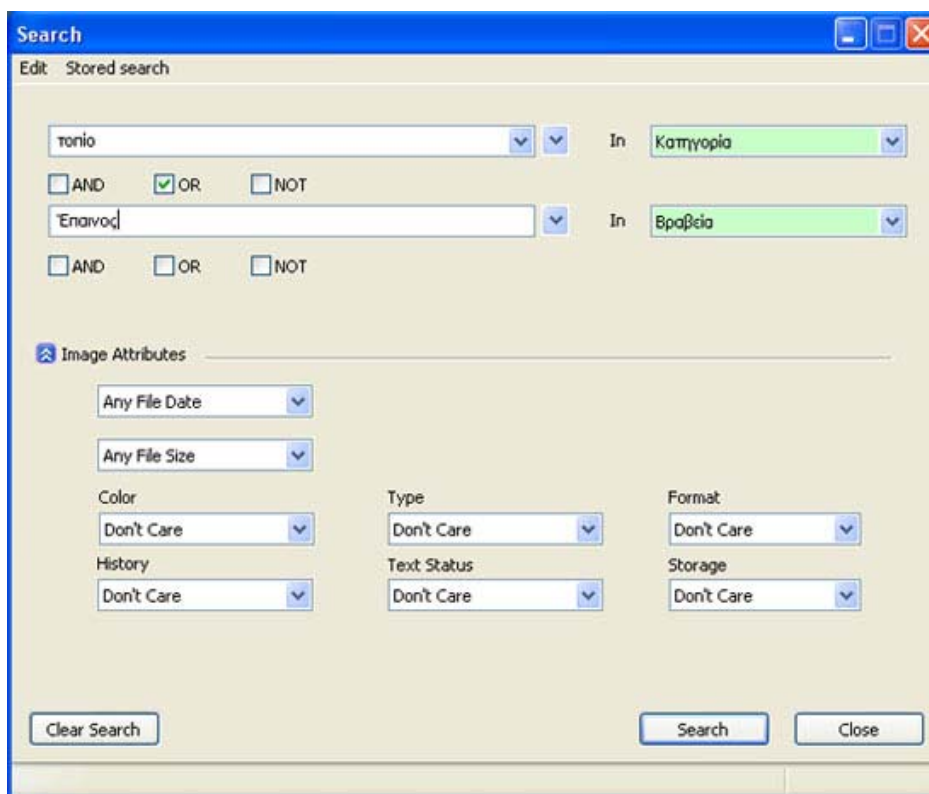 Search
Edit Stored search
τοπίο In Κατηγορία
AND OR NOT
Έπαινος In Βραβεία
AND OR NOT
Image Attributes
Any File Date
Any File Size
Color Type Format
Don't Care Don't Care Don't Care
History Text Status Storage
Don't Care Don't Care Don't Care
Clear Search Search Close